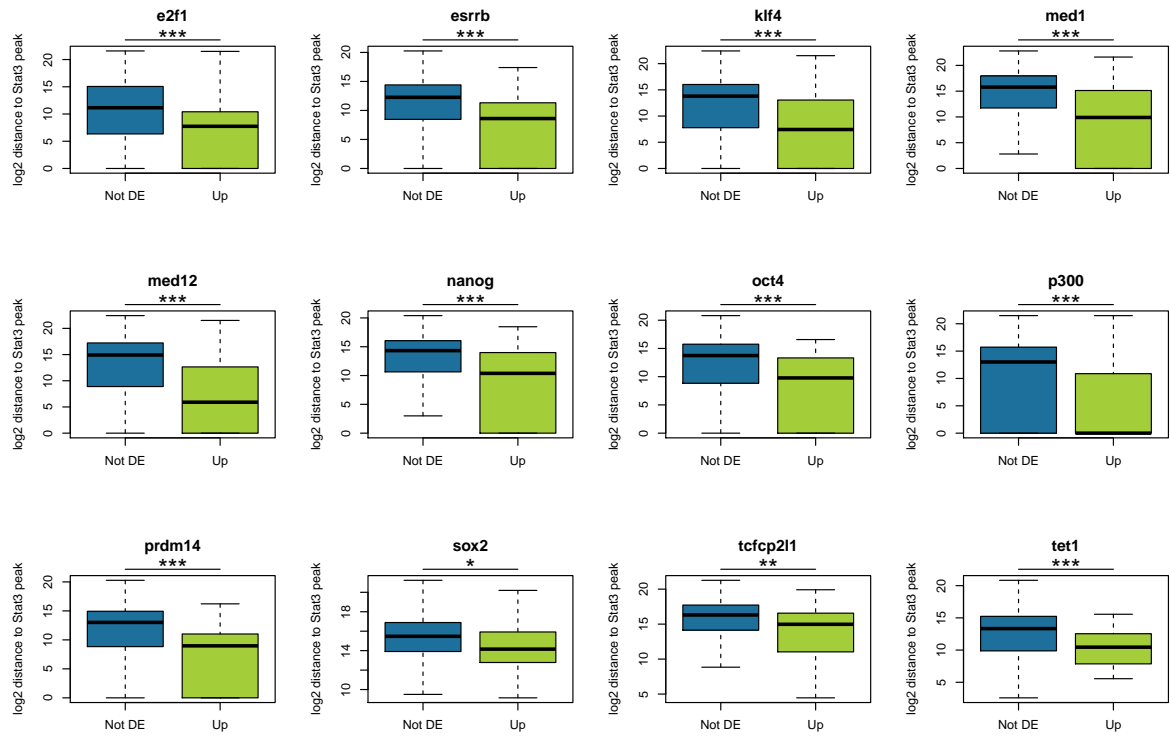 e2f1
***
log2 distance to Stat3 peak
0 5 10 15 20
Not DE Up
esrrb
***
log2 distance to Stat3 peak
0 5 10 15 20
Not DE Up
klf4
***
log2 distance to Stat3 peak
0 5 10 15 20
Not DE Up
med1
***
log2 distance to Stat3 peak
0 5 10 15 20
Not DE Up
med12
***
log2 distance to Stat3 peak
0 5 10 15 20
Not DE Up
nanog
***
log2 distance to Stat3 peak
0 5 10 15 20
Not DE Up
oct4
***
log2 distance to Stat3 peak
0 5 10 15 20
Not DE Up
p300
***
log2 distance to Stat3 peak
0 5 10 15 20
Not DE Up
prdm14
***
log2 distance to Stat3 peak
0 5 10 15 20
Not DE Up
sox2
*
log2 distance to Stat3 peak
10 14 18
Not DE Up
tcfcp2l1
**
log2 distance to Stat3 peak
5 10 15 20
Not DE Up
tet1
***
log2 distance to Stat3 peak
5 10 15 20
Not DE Up